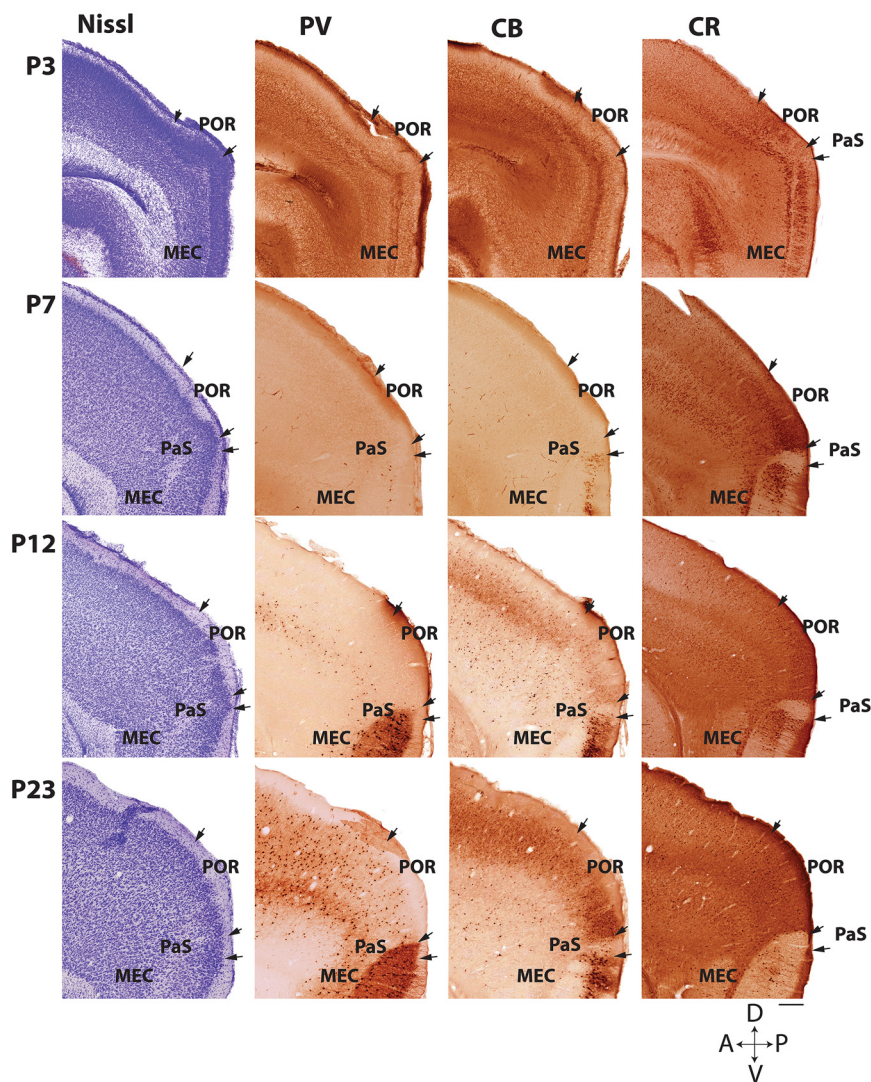 Nissl PV CB CR
P3
POR POR POR POR
PaS
MEC MEC MEC MEC
P7
POR POR POR POR
PaS PaS PaS PaS
MEC MEC MEC MEC
P12
POR POR POR POR
PaS PaS PaS PaS
MEC MEC MEC MEC
P23
POR POR POR POR
PaS PaS PaS PaS
MEC MEC MEC MEC
D
A P
V